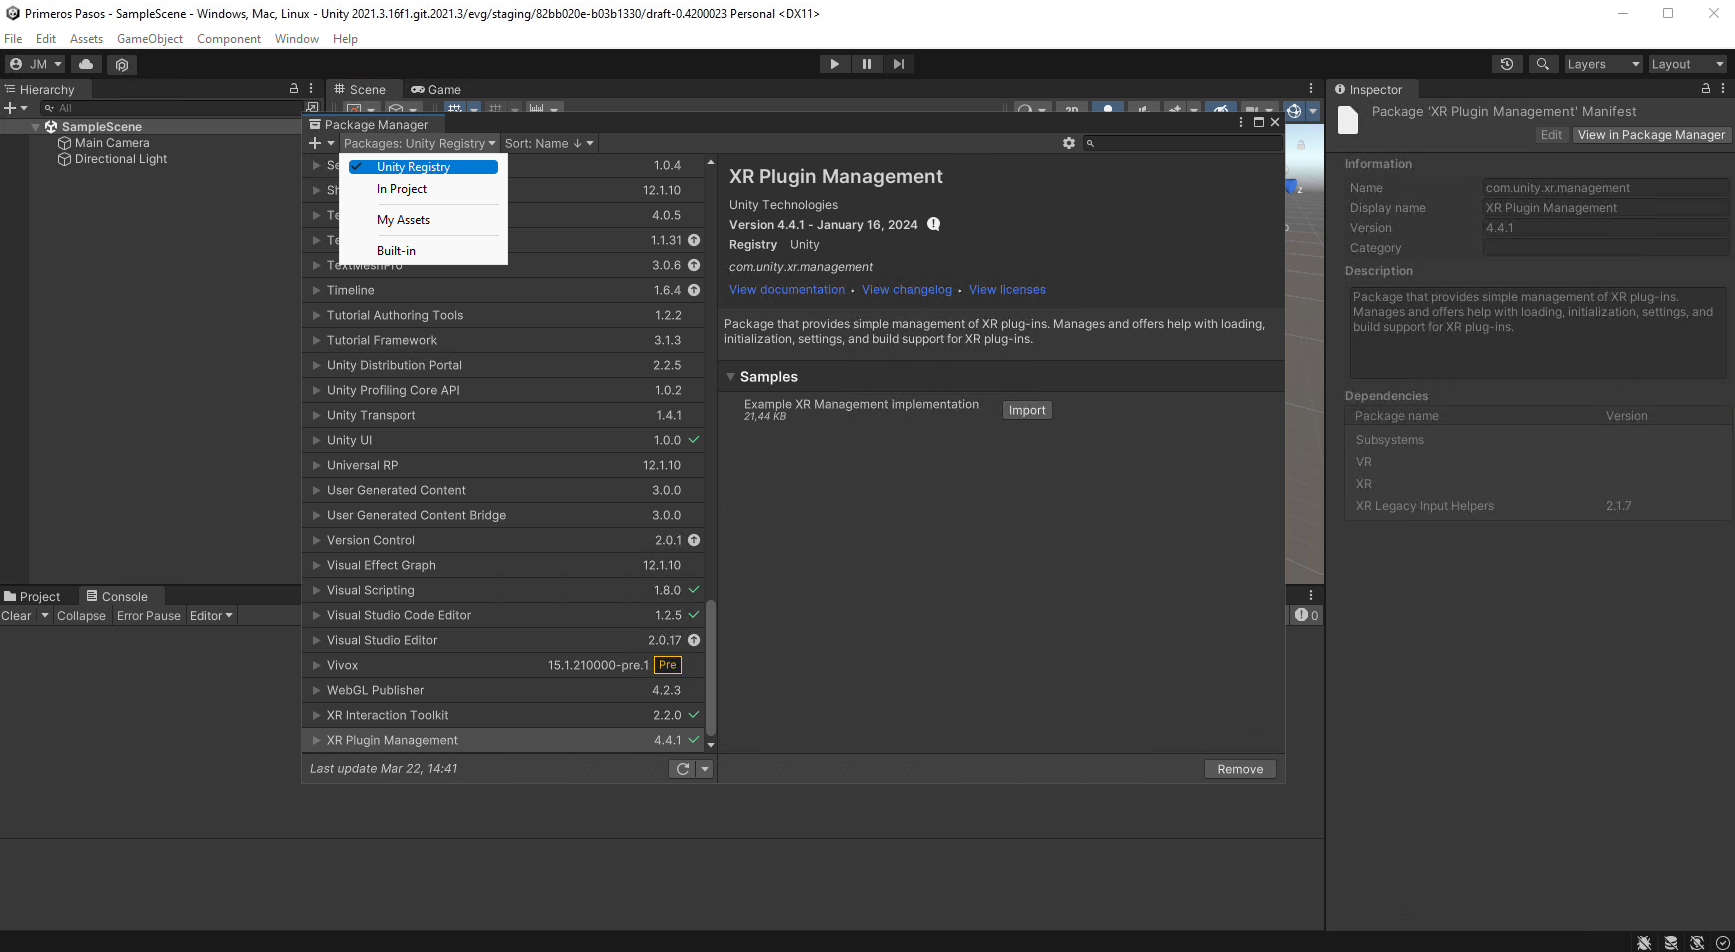 Primeros Pasos - SampleScene - Windows, Mac, Linux - Unity 2021.3.16f1.git.2021.3/evg/staging/82bb020e-b03b1330/draft-0.4200023 Personal <DX11>
File Edit Assets GameObject Component Window Help
JM
Layers
Layout
Hierarchy
All
SampleScene
Main Camera
Directional Light
Scene
Game
2D
Package Manager
Packages: Unity Registry
Sort: Name ↓
Unity Registry
In Project
My Assets
Built-in
Se 1.0.4
Sh 12.1.10
Te 4.0.5
Te 1.1.31
TextMeshPro 3.0.6
Timeline 1.6.4
Tutorial Authoring Tools 1.2.2
Tutorial Framework 3.1.3
Unity Distribution Portal 2.2.5
Unity Profiling Core API 1.0.2
Unity Transport 1.4.1
Unity UI 1.0.0
Universal RP 12.1.10
User Generated Content 3.0.0
User Generated Content Bridge 3.0.0
Version Control 2.0.1
Visual Effect Graph 12.1.10
Visual Scripting 1.8.0
Visual Studio Code Editor 1.2.5
Visual Studio Editor 2.0.17
Vivox 15.1.210000-pre.1 Pre
WebGL Publisher 4.2.3
XR Interaction Toolkit 2.2.0
XR Plugin Management 4.4.1
Last update Mar 22, 14:41
XR Plugin Management
Unity Technologies
Version 4.4.1 - January 16, 2024
Registry Unity
com.unity.xr.management
View documentation • View changelog • View licenses
Package that provides simple management of XR plug-ins. Manages and offers help with loading,
initialization, settings, and build support for XR plug-ins.
Samples
Example XR Management implementation
21,44 KB
Import
Remove
z
Project
Console
Clear
Collapse
Error Pause
Editor
0
Inspector
Package 'XR Plugin Management' Manifest
Edit
View in Package Manager
Information
Name com.unity.xr.management
Display name XR Plugin Management
Version 4.4.1
Category
Description
Package that provides simple management of XR plug-ins.
Manages and offers help with loading, initialization, settings, and
build support for XR plug-ins.
Dependencies
Package name Version
Subsystems
VR
XR
XR Legacy Input Helpers 2.1.7